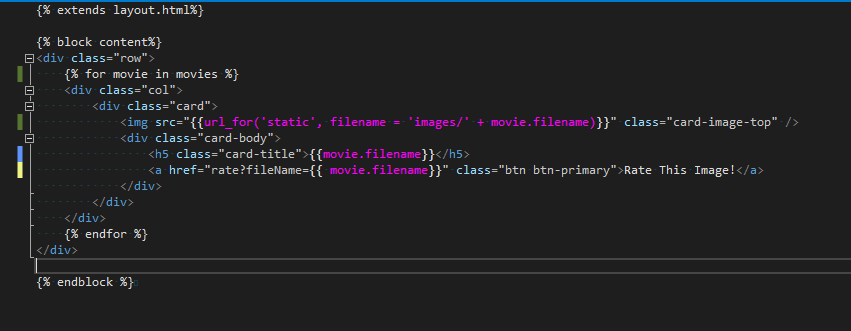 {% extends layout.html%}
{% block content%}
<div class="row">
{% for movie in movies %}
<div class="col">
<div class="card">
<img src="{{url_for('static', filename = 'images/' + movie.filename)}}" class="card-image-top" />
<div class="card-body">
<h5 class="card-title">{{movie.filename}}</h5>
<a href="rate?fileName={{ movie.filename}}" class="btn btn-primary">Rate This Image!</a>
</div>
</div>
</div>
{% endfor %}
</div>
{% endblock %}